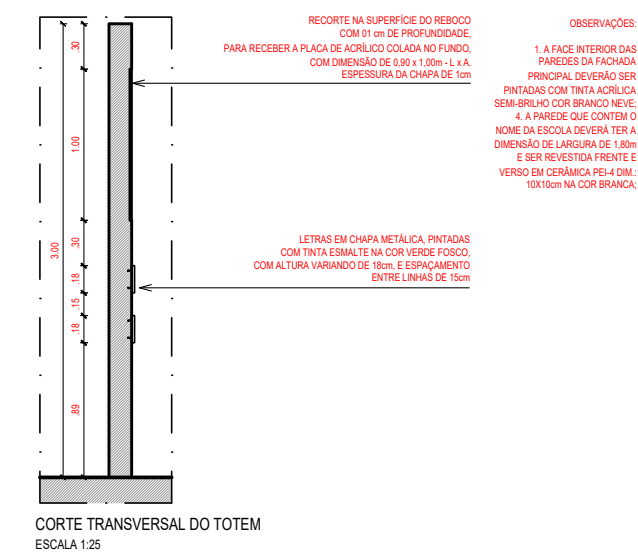 RECORTE NA SUPERFÍCIE DO REBOCO
COM 01 cm DE PROFUNDIDADE,
PARA RECEBER A PLACA DE ACRÍLICO COLADA NO FUNDO,
COM DIMENSÃO DE 0,90 x 1,00m - L x A.
ESPESSURA DA CHAPA DE 1cm
OBSERVAÇÕES:
1. A FACE INTERIOR DAS
PAREDES DA FACHADA
PRINCIPAL DEVERÃO SER
PINTADAS COM TINTA ACRÍLICA
SEMI-BRILHO COR BRANCO NEVE;
4. A PAREDE QUE CONTEM O
NOME DA ESCOLA DEVERÁ TER A
DIMENSÃO DE LARGURA DE 1,80m
E SER REVESTIDA FRENTE E
VERSO EM CERÂMICA PEI-4 DIM.:
10X10cm NA COR BRANCA;
LETRAS EM CHAPA METÁLICA, PINTADAS
COM TINTA ESMALTE NA COR VERDE FOSCO,
COM ALTURA VARIANDO DE 18cm, E ESPAÇAMENTO
ENTRE LINHAS DE 15cm
.30
1.00
3.00
.30
.18
.15
.18
.89
CORTE TRANSVERSAL DO TOTEM
ESCALA 1:25